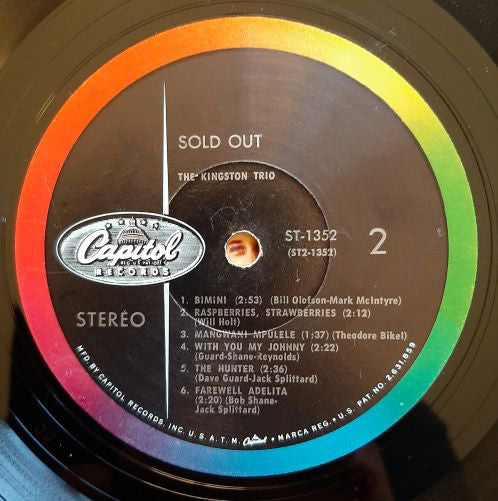 SOLD OUT
THE KINGSTON TRIO
Capitol
REG. U.S. PAT. OFF.
RECORDS
ST-1352
(ST2-1352)
2
STEREO
1. BIMINI (2:53) (Bill Olofson-Mark McIntyre)
2. RASPBERRIES, STRAWBERRIES (2:12)
(Will Holt)
3. MANGWANI MPULELE (1:37) (Theodore Bikel)
4. WITH YOU MY JOHNNY (2:22)
(Guard-Shane-Reynolds)
5. THE HUNTER (2:36)
(Dave Guard-Jack Splittard)
6. FAREWELL ADELITA
(2:20) (Bob Shane-
Jack Splittard)
MFD. BY CAPITOL RECORDS, INC. U.S.A. T.M. Capitol • MARCA REG. • U.S. PAT. NO. 2,631,859